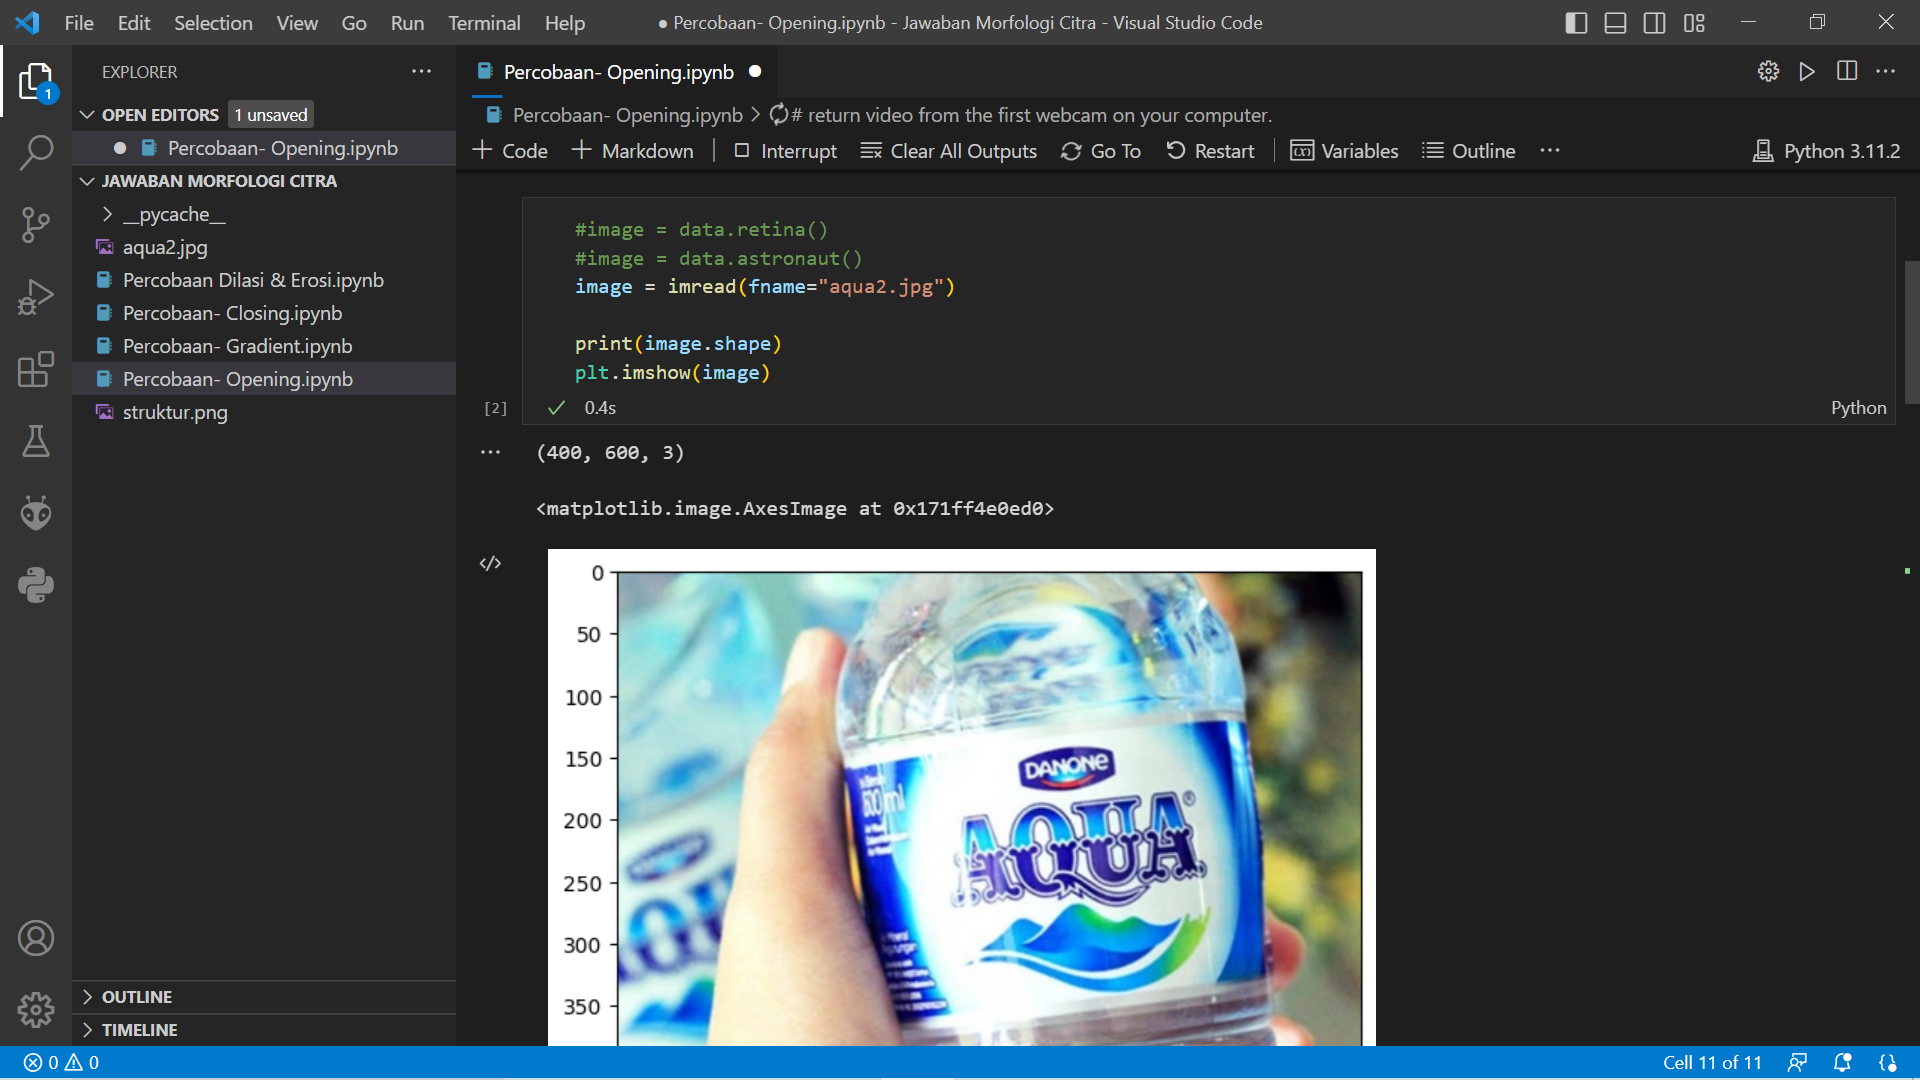 File Edit Selection View Go Run Terminal Help
● Percobaan- Opening.ipynb - Jawaban Morfologi Citra - Visual Studio Code
EXPLORER
OPEN EDITORS 1 unsaved
Percobaan- Opening.ipynb
JAWABAN MORFOLOGI CITRA
__pycache__
aqua2.jpg
Percobaan Dilasi & Erosi.ipynb
Percobaan- Closing.ipynb
Percobaan- Gradient.ipynb
Percobaan- Opening.ipynb
struktur.png
OUTLINE
TIMELINE
1
Percobaan- Opening.ipynb
Percobaan- Opening.ipynb > # return video from the first webcam on your computer.
+ Code + Markdown Interrupt Clear All Outputs Go To Restart Variables Outline ... Python 3.11.2
#image = data.retina()
#image = data.astronaut()
image = imread(fname="aqua2.jpg")
print(image.shape)
plt.imshow(image)
[2] 0.4s Python
(400, 600, 3)
<matplotlib.image.AxesImage at 0x171ff4e0ed0>
0
50
100
150
200
250
300
350
DANONE
AQUA®
600 ml
0 0
Cell 11 of 11